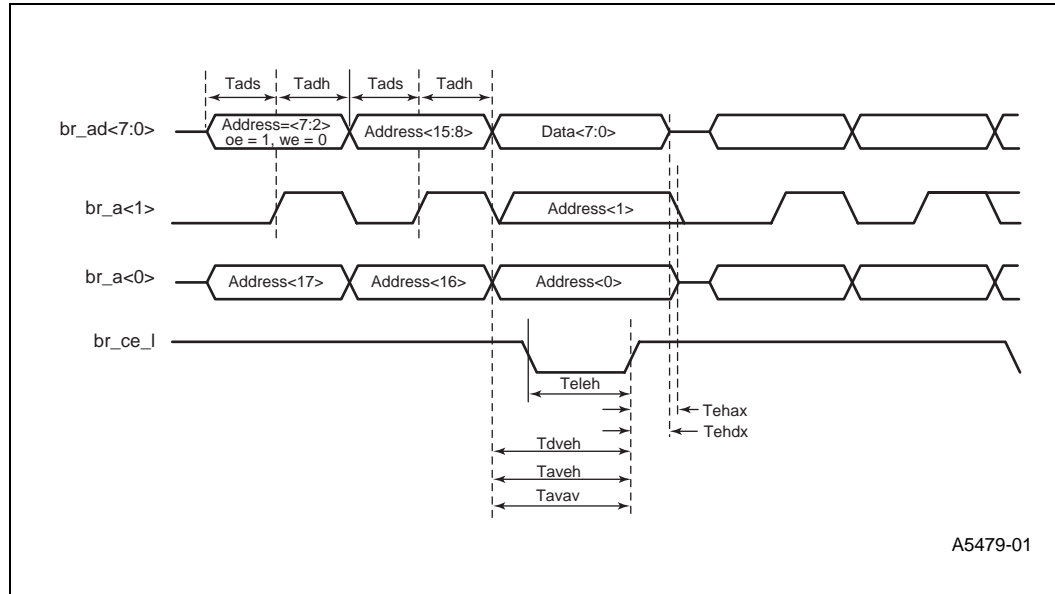 Tads Tadh Tads Tadh
br_ad<7:0> Address=<7:2> Address<15:8> Data<7:0>
oe = 1, we = 0
br_a<1> Address<1>
br_a<0> Address<17> Address<16> Address<0>
br_ce_l
Teleh
Tehax
Tehdx
Tdveh
Taveh
Tavav
A5479-01